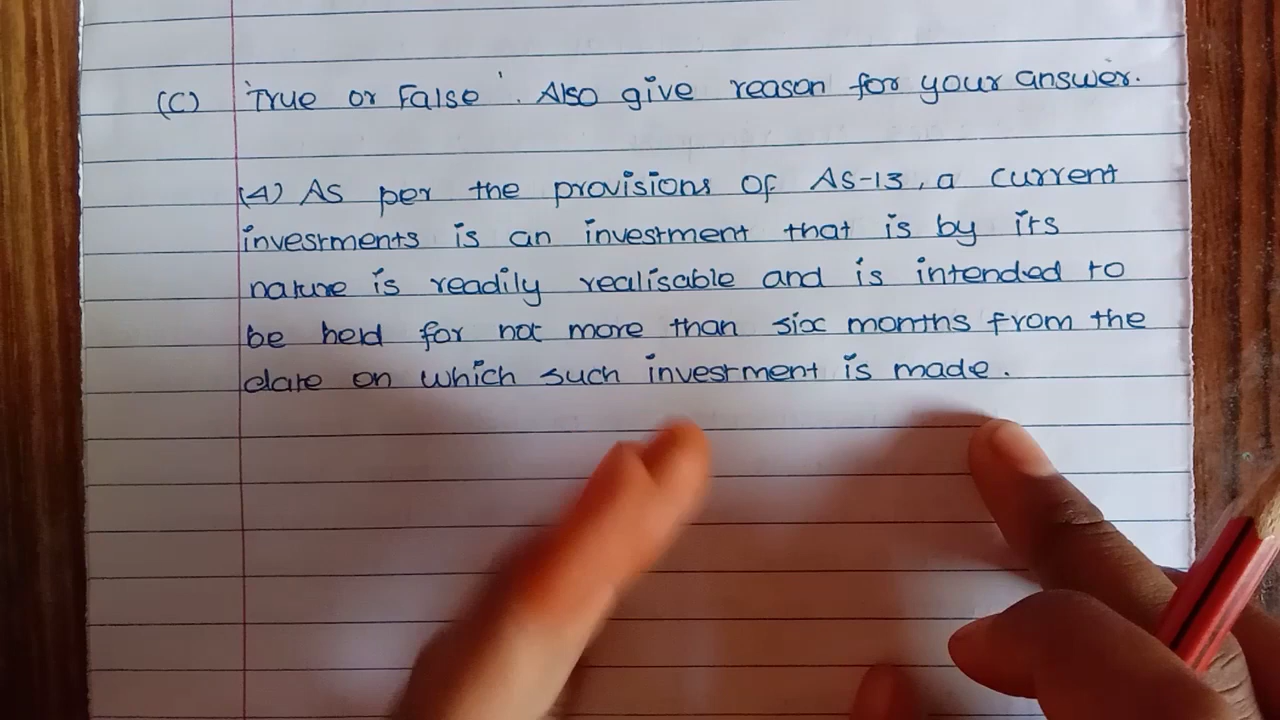 (C) 'True or False'. Also give reason for your answer.
(4) As per the provisions of AS-13, a current
investments is an investment that is by its
nature is readily realisable and is intended to
be held for not more than six months from the
date on which such investment is made.